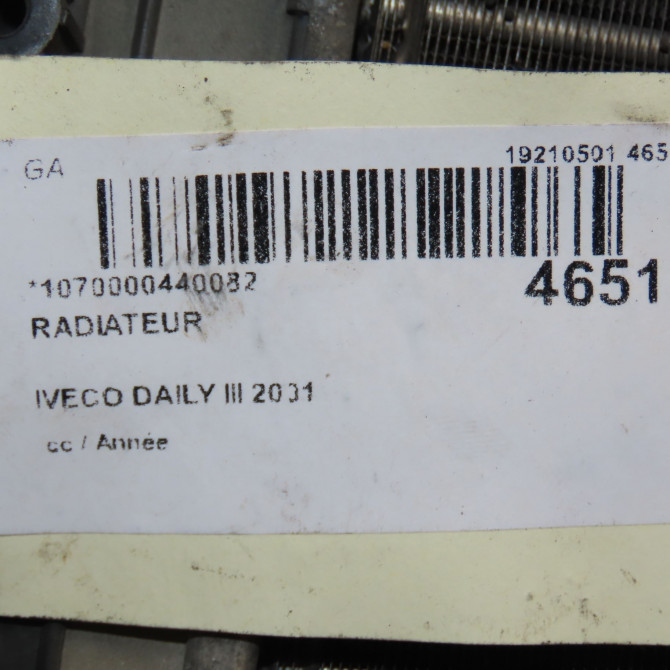 GA
19210501 465
*1070000440082
4651
RADIATEUR
IVECO DAILY III 2001
cc / Année